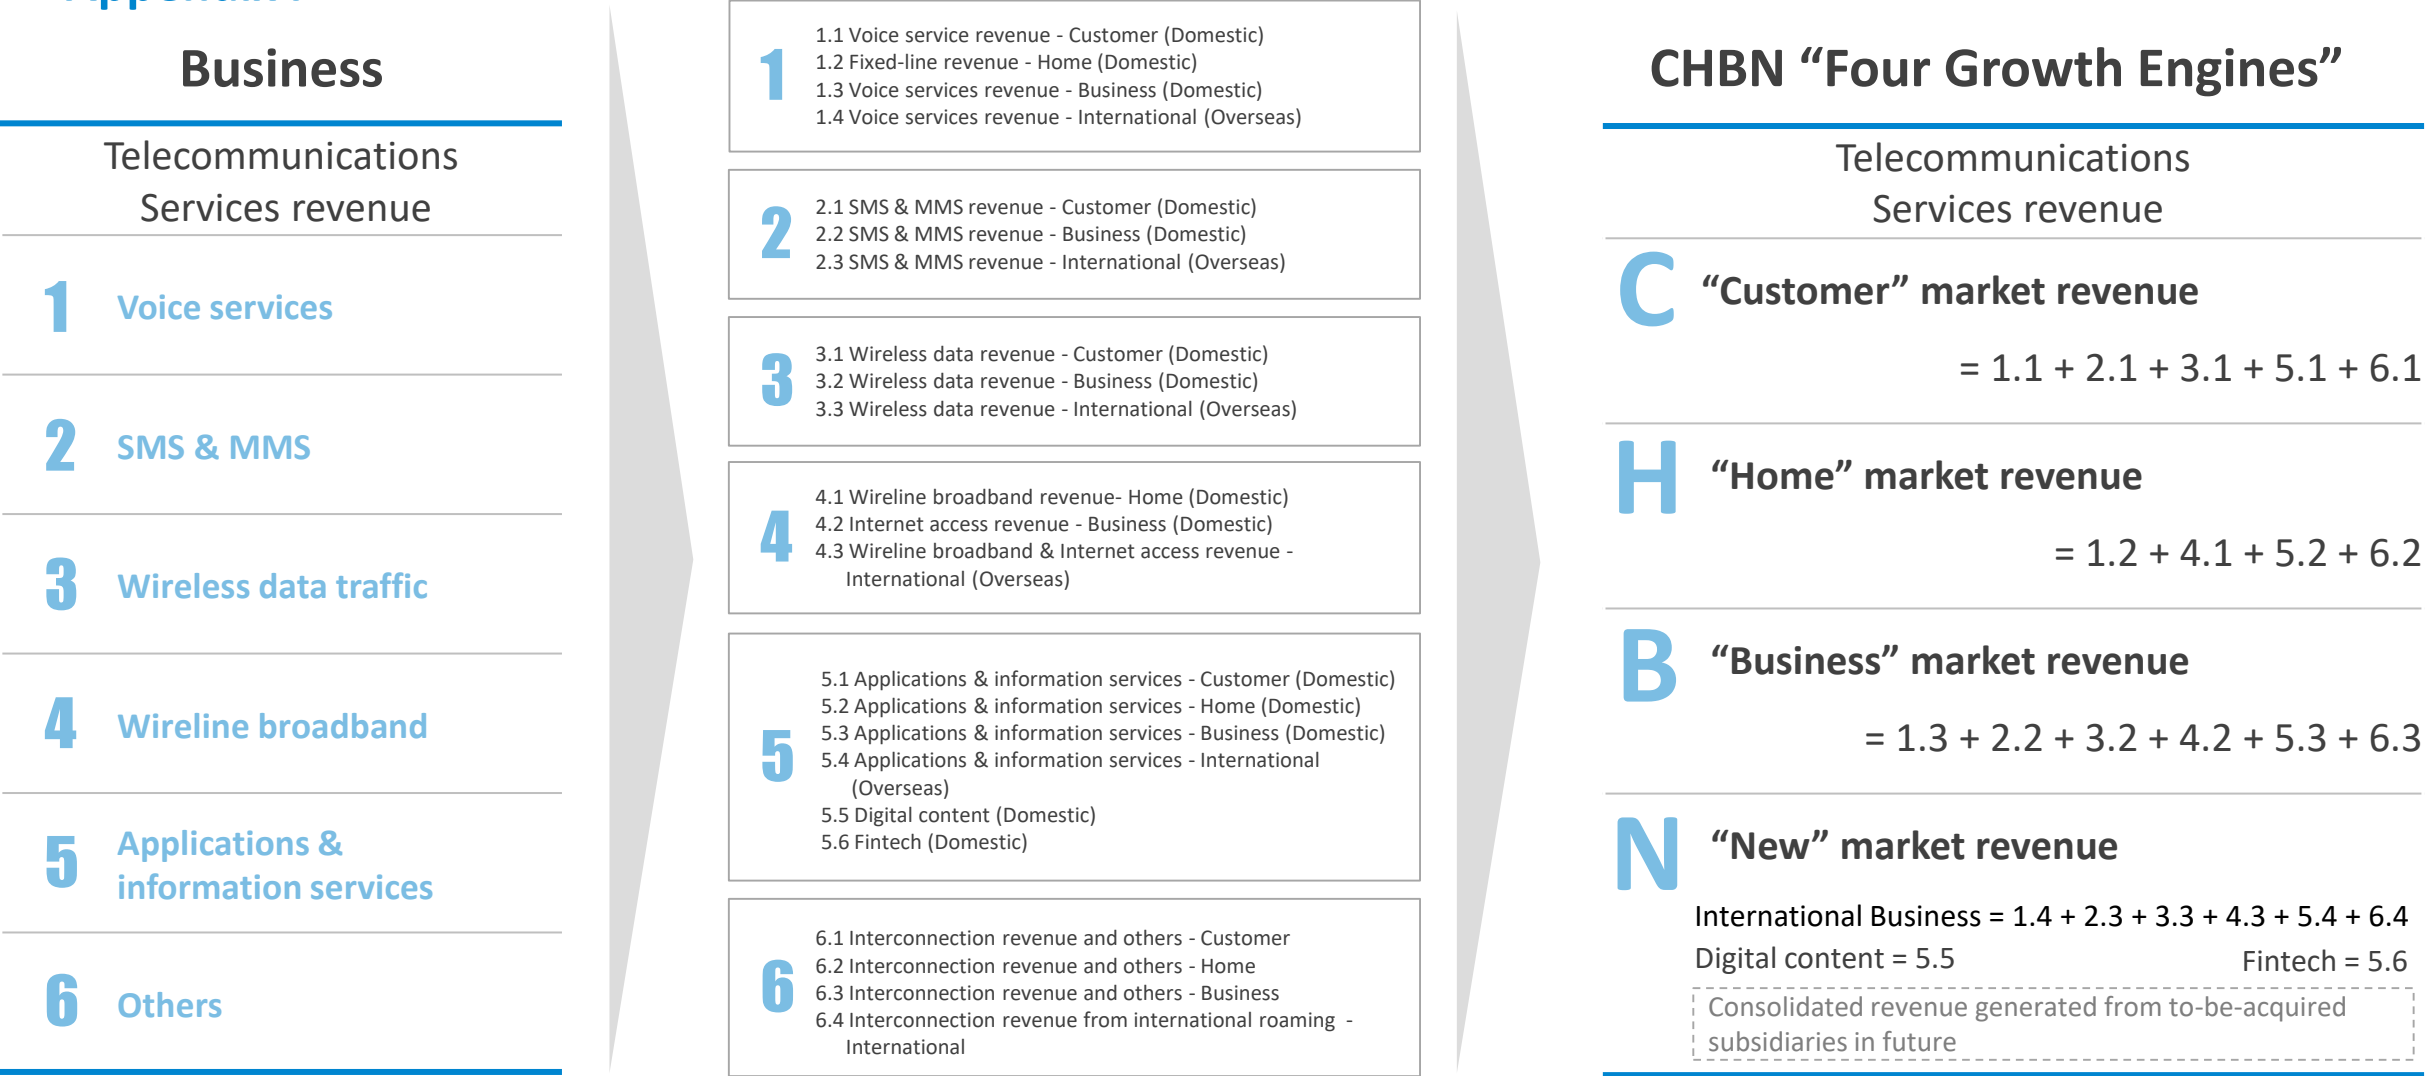 Business
Telecommunications
Services revenue
1 Voice services
2 SMS & MMS
3 Wireless data traffic
4 Wireline broadband
5 Applications &
information services
6 Others
1
1.1 Voice service revenue - Customer (Domestic)
1.2 Fixed-line revenue - Home (Domestic)
1.3 Voice services revenue - Business (Domestic)
1.4 Voice services revenue - International (Overseas)
2
2.1 SMS & MMS revenue - Customer (Domestic)
2.2 SMS & MMS revenue - Business (Domestic)
2.3 SMS & MMS revenue - International (Overseas)
3
3.1 Wireless data revenue - Customer (Domestic)
3.2 Wireless data revenue - Business (Domestic)
3.3 Wireless data revenue - International (Overseas)
4
4.1 Wireline broadband revenue- Home (Domestic)
4.2 Internet access revenue - Business (Domestic)
4.3 Wireline broadband & Internet access revenue -
International (Overseas)
5
5.1 Applications & information services - Customer (Domestic)
5.2 Applications & information services - Home (Domestic)
5.3 Applications & information services - Business (Domestic)
5.4 Applications & information services - International
(Overseas)
5.5 Digital content (Domestic)
5.6 Fintech (Domestic)
6
6.1 Interconnection revenue and others - Customer
6.2 Interconnection revenue and others - Home
6.3 Interconnection revenue and others - Business
6.4 Interconnection revenue from international roaming -
International
CHBN “Four Growth Engines”
Telecommunications
Services revenue
C “Customer” market revenue
= 1.1 + 2.1 + 3.1 + 5.1 + 6.1
H “Home” market revenue
= 1.2 + 4.1 + 5.2 + 6.2
B “Business” market revenue
= 1.3 + 2.2 + 3.2 + 4.2 + 5.3 + 6.3
N “New” market revenue
International Business = 1.4 + 2.3 + 3.3 + 4.3 + 5.4 + 6.4
Digital content = 5.5 Fintech = 5.6
Consolidated revenue generated from to-be-acquired
subsidiaries in future